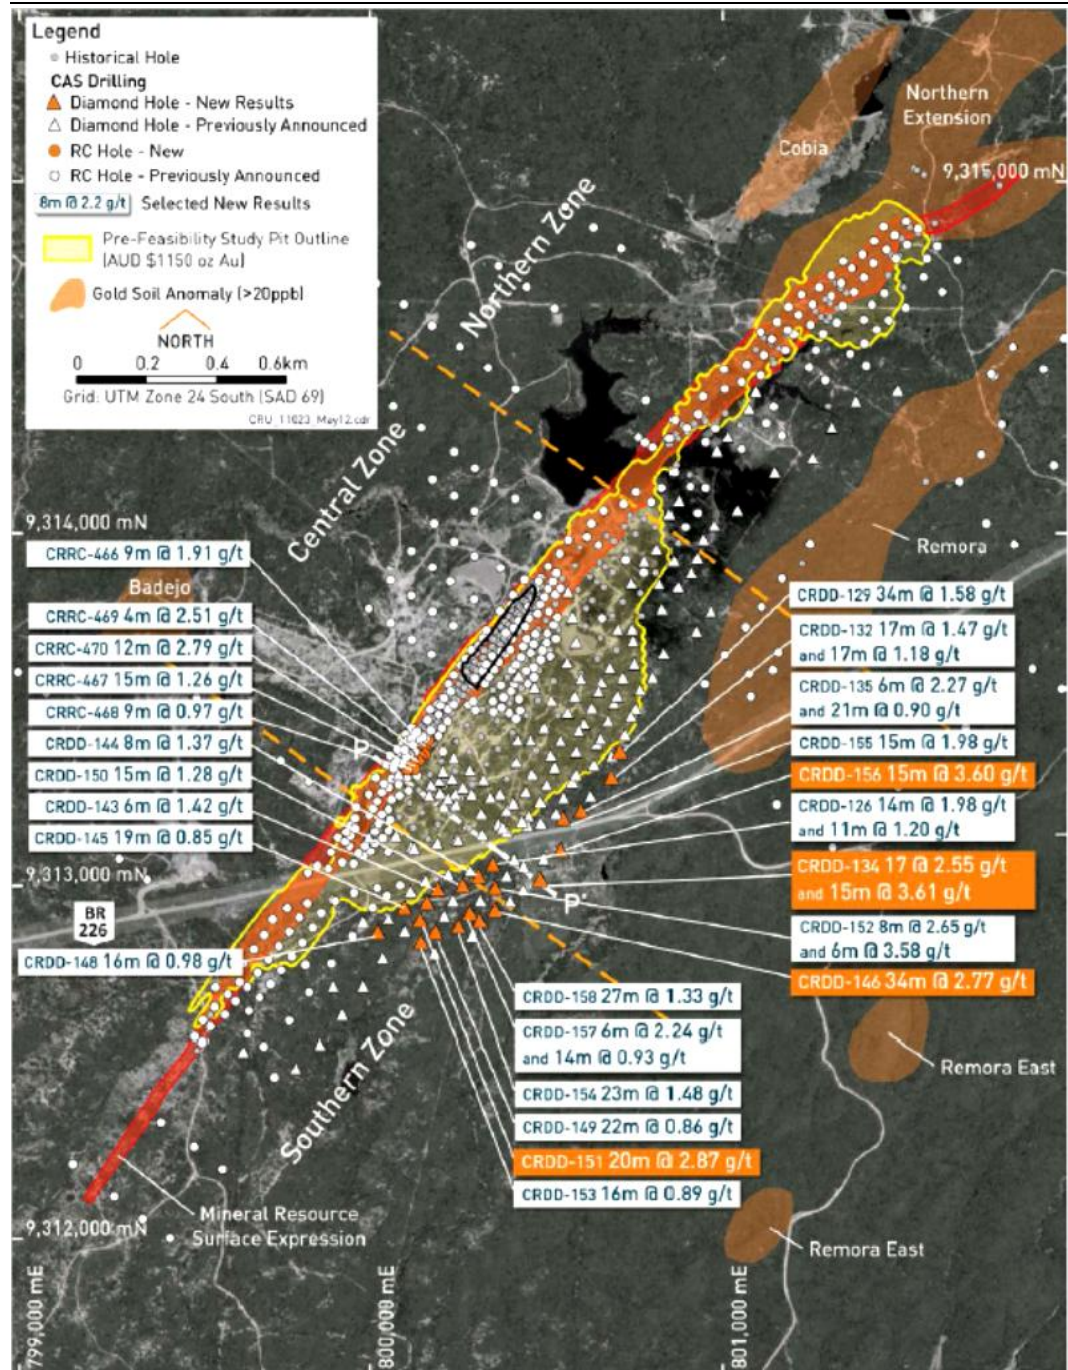 Legend
Historical Hole
CAS Drilling
Diamond Hole - New Results
Diamond Hole - Previously Announced
RC Hole - New
RC Hole - Previously Announced
8m @ 2.2 g/t Selected New Results
Pre-Feasibility Study Pit Outline
(AUD $1150 oz Au)
Gold Soil Anomaly (>20ppb)
NORTH
0 0.2 0.4 0.6km
Grid: UTM Zone 24 South (SAD 69)
CRU_11623_May12.cdr
Northern
Extension
Cobia
9,315,000 mN
Northern Zone
Central Zone
9,314,000 mN
Remora
CRRC-466 9m @ 1.91 g/t
Badejo
CRRC-469 4m @ 2.51 g/t
CRRC-470 12m @ 2.79 g/t
CRRC-467 15m @ 1.26 g/t
CRRC-468 9m @ 0.97 g/t
CRDD-144 8m @ 1.37 g/t
CRDD-150 15m @ 1.28 g/t
CRDD-143 6m @ 1.42 g/t
CRDD-145 19m @ 0.85 g/t
P
CRDD-129 34m @ 1.58 g/t
CRDD-132 17m @ 1.47 g/t
and 17m @ 1.18 g/t
CRDD-135 6m @ 2.27 g/t
and 21m @ 0.90 g/t
CRDD-155 15m @ 1.98 g/t
CRDD-156 15m @ 3.60 g/t
CRDD-126 14m @ 1.98 g/t
and 11m @ 1.20 g/t
CRDD-134 17 @ 2.55 g/t
and 15m @ 3.61 g/t
CRDD-152 8m @ 2.65 g/t
and 6m @ 3.58 g/t
CRDD-146 34m @ 2.77 g/t
P'
9,313,000 mN
BR
226
CRDD-148 16m @ 0.98 g/t
Southern Zone
CRDD-158 27m @ 1.33 g/t
CRDD-157 6m @ 2.24 g/t
and 14m @ 0.93 g/t
CRDD-154 23m @ 1.48 g/t
CRDD-149 22m @ 0.86 g/t
CRDD-151 20m @ 2.87 g/t
CRDD-153 16m @ 0.89 g/t
Remora East
9,312,000 mN
Mineral Resource
Surface Expression
Remora East
799,000 mE
800,000 mE
801,000 mE